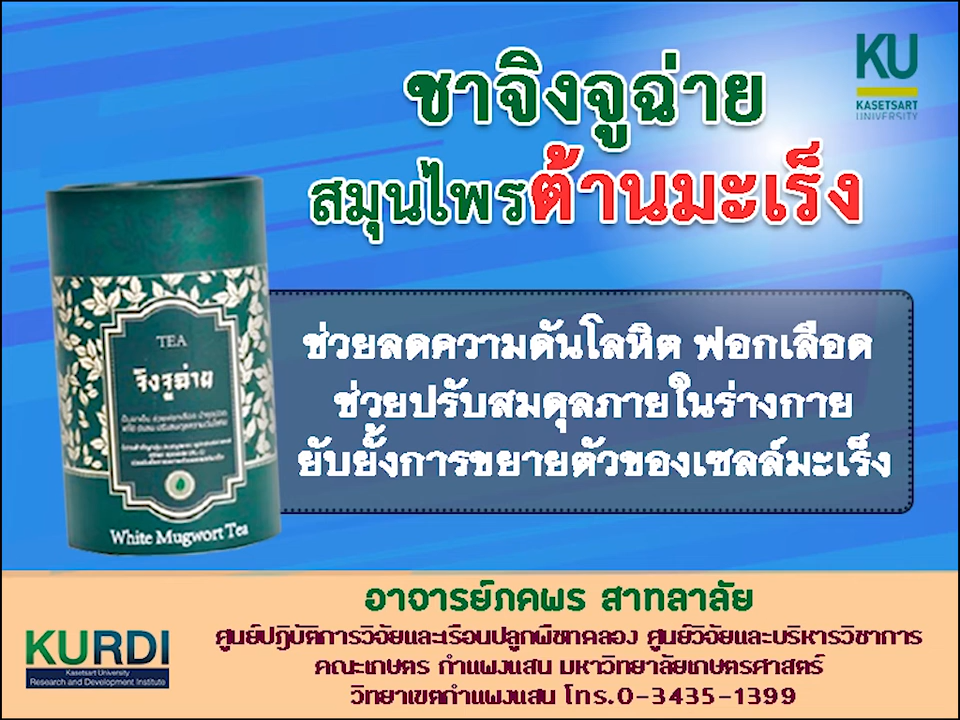 ชาจิงจูฉ่าย
KU
KASETSART
UNIVERSITY
สมุนไพรต้านมะเร็ง
ช่วยลดความดันโลหิต ฟอกเลือด
ช่วยปรับสมดุลภายในร่างกาย
ยับยั้งการขยายตัวของเซลล์มะเร็ง
TEA
จิงจูฉ่าย
White Mugwort Tea
อาจารย์ภคพร สาทลาลัย
ศูนย์ปฏิบัติการวิจัยและเรือนปลูกพืชทดลอง ศูนย์วิจัยและบริหารวิชาการ
คณะเกษตร กำแพงแสน มหาวิทยาลัยเกษตรศาสตร์
วิทยาเขตกำแพงแสน โทร.0-3435-1399
KURDI
Kasetsart University
Research and Development Institute